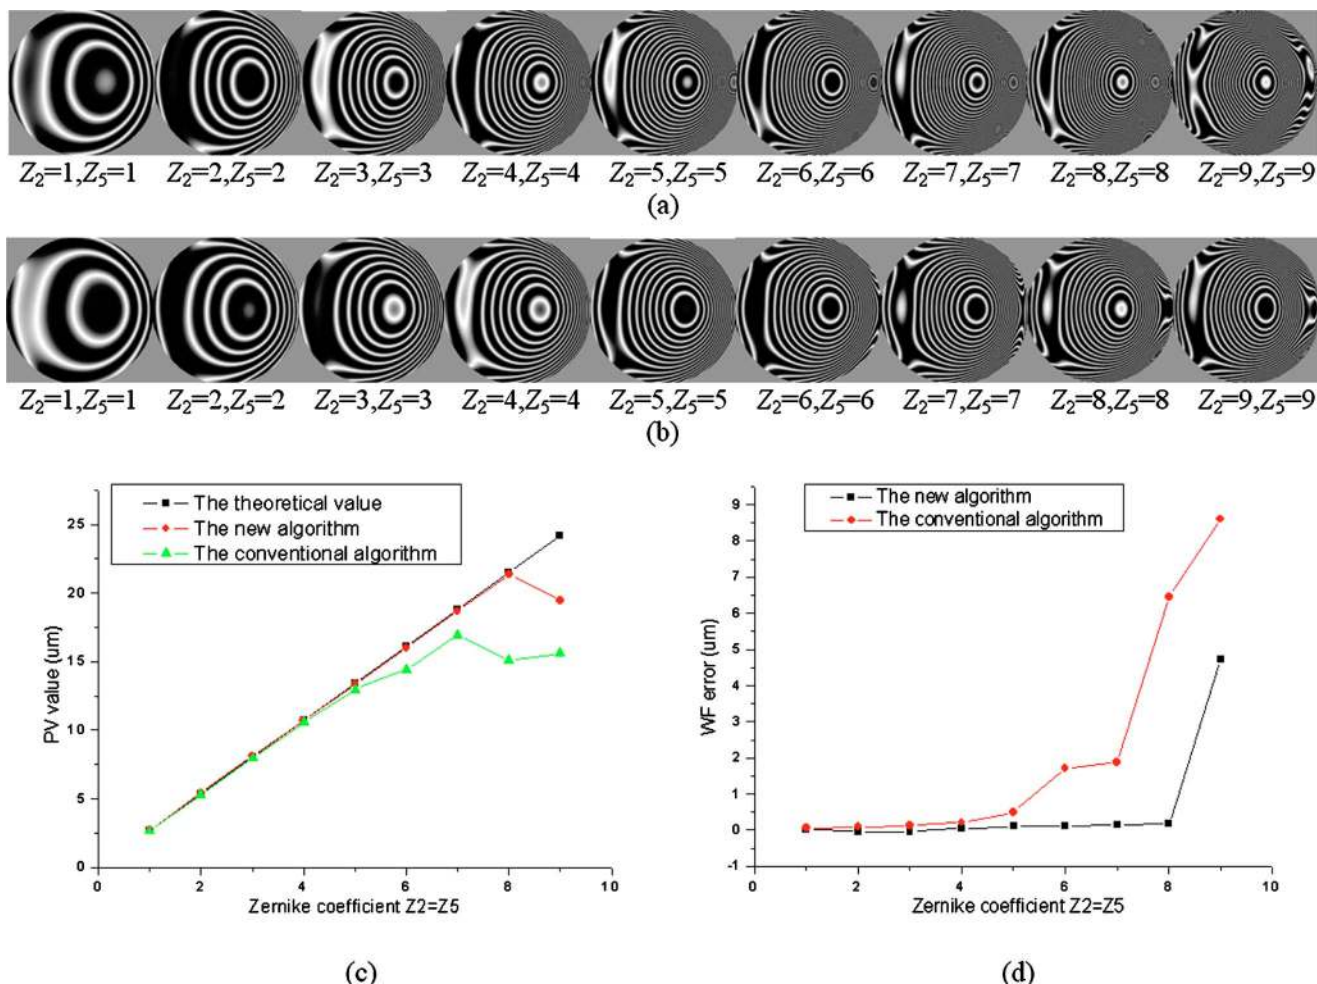 Z2=1,Z5=1 Z2=2,Z5=2 Z2=3,Z5=3 Z2=4,Z5=4 Z2=5,Z5=5 Z2=6,Z5=6 Z2=7,Z5=7 Z2=8,Z5=8 Z2=9,Z5=9
(a)
Z2=1,Z5=1 Z2=2,Z5=2 Z2=3,Z5=3 Z2=4,Z5=4 Z2=5,Z5=5 Z2=6,Z5=6 Z2=7,Z5=7 Z2=8,Z5=8 Z2=9,Z5=9
(b)
The theoretical value
The new algorithm
The conventional algorithm
25
20
15
10
5
0
PV value (um)
0 2 4 6 8 10
Zernike coefficient Z2=Z5
(c)
The new algorithm
The conventional algorithm
9
8
7
6
5
4
3
2
1
0
-1
WF error (um)
0 2 4 6 8 10
Zernike coefficient Z2=Z5
(d)